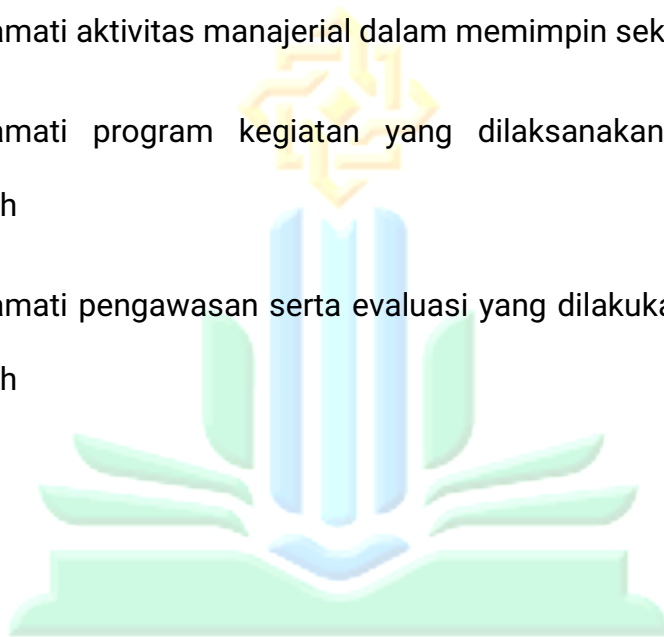 amati aktivitas manajerial dalam memimpin sek
amati program kegiatan yang dilaksanakan
h
amati pengawasan serta evaluasi yang dilakuka
h